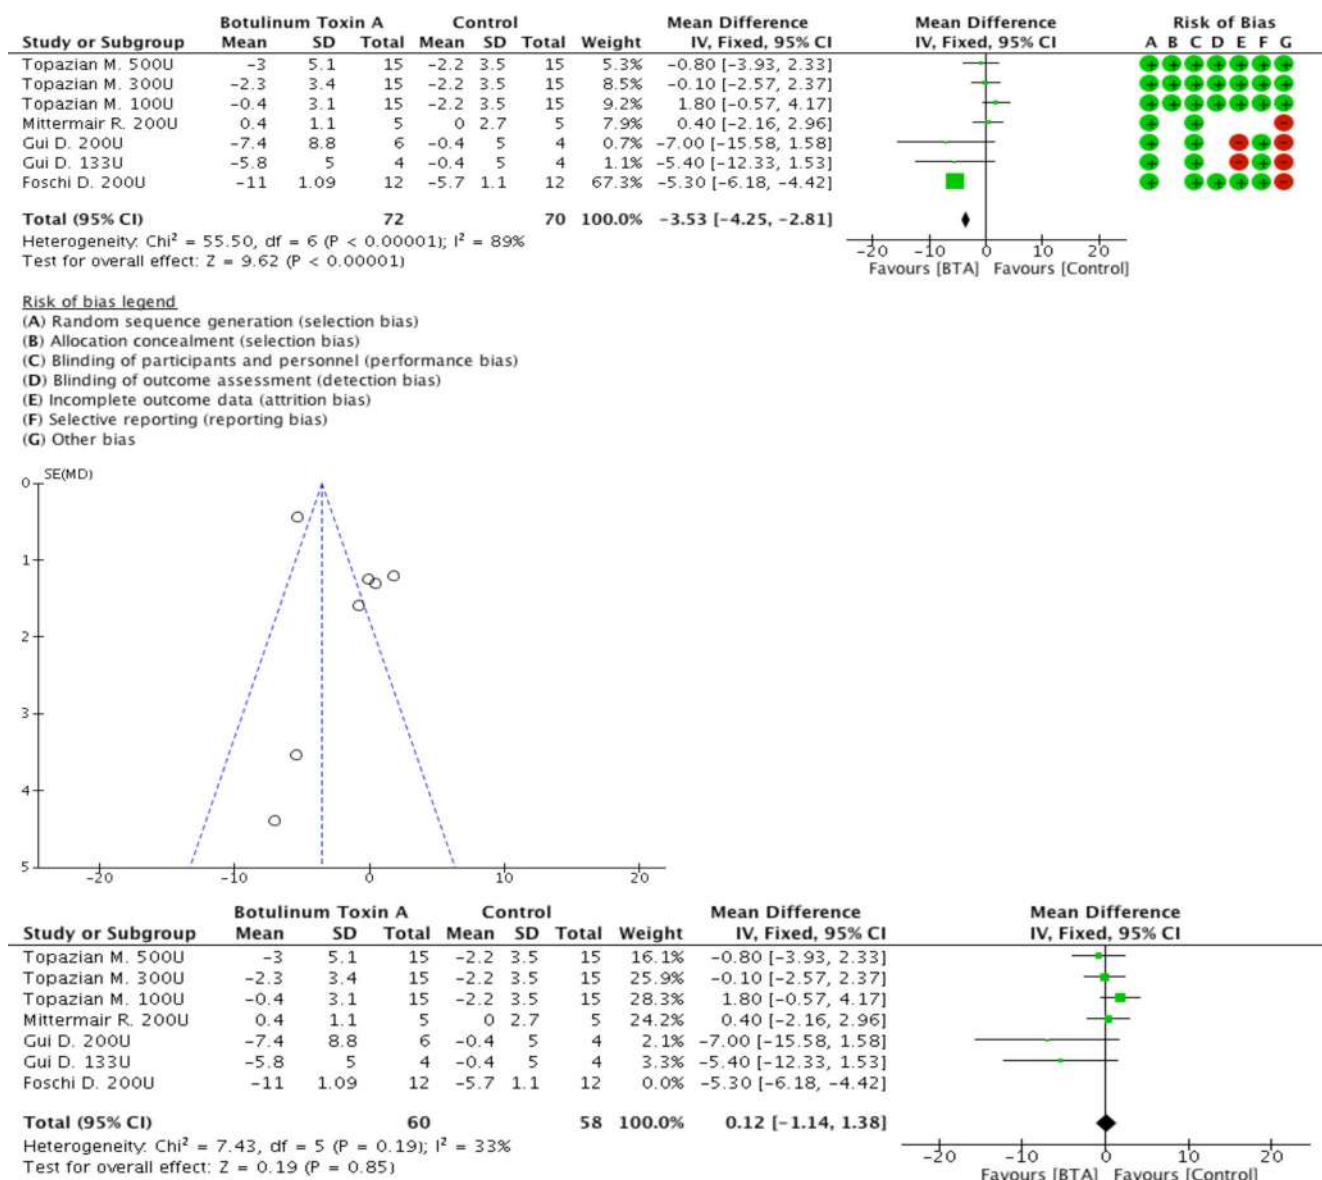 Botulinum Toxin A Control Mean Difference Mean Difference Risk of Bias
Study or Subgroup Mean SD Total Mean SD Total Weight IV, Fixed, 95% CI IV, Fixed, 95% CI A B C D E F G
Topazian M. 500U −3 5.1 15 −2.2 3.5 15 5.3% −0.80 [−3.93, 2.33]
Topazian M. 300U −2.3 3.4 15 −2.2 3.5 15 8.5% −0.10 [−2.57, 2.37]
Topazian M. 100U −0.4 3.1 15 −2.2 3.5 15 9.2% 1.80 [−0.57, 4.17]
Mittermair R. 200U 0.4 1.1 5 0 2.7 5 7.9% 0.40 [−2.16, 2.96]
Gui D. 200U −7.4 8.8 6 −0.4 5 4 0.7% −7.00 [−15.58, 1.58]
Gui D. 133U −5.8 5 4 −0.4 5 4 1.1% −5.40 [−12.33, 1.53]
Foschi D. 200U −11 1.09 12 −5.7 1.1 12 67.3% −5.30 [−6.18, −4.42]
Total (95% CI) 72 70 100.0% −3.53 [−4.25, −2.81]
Heterogeneity: Chi² = 55.50, df = 6 (P < 0.00001); I² = 89%
Test for overall effect: Z = 9.62 (P < 0.00001)
−20 −10 0 10 20
Favours [BTA] Favours [Control]
Risk of bias legend
(A) Random sequence generation (selection bias)
(B) Allocation concealment (selection bias)
(C) Blinding of participants and personnel (performance bias)
(D) Blinding of outcome assessment (detection bias)
(E) Incomplete outcome data (attrition bias)
(F) Selective reporting (reporting bias)
(G) Other bias
SE(MD)
0
1
2
3
4
5
−20 −10 0 10 20
Botulinum Toxin A Control Mean Difference Mean Difference
Study or Subgroup Mean SD Total Mean SD Total Weight IV, Fixed, 95% CI IV, Fixed, 95% CI
Topazian M. 500U −3 5.1 15 −2.2 3.5 15 16.1% −0.80 [−3.93, 2.33]
Topazian M. 300U −2.3 3.4 15 −2.2 3.5 15 25.9% −0.10 [−2.57, 2.37]
Topazian M. 100U −0.4 3.1 15 −2.2 3.5 15 28.3% 1.80 [−0.57, 4.17]
Mittermair R. 200U 0.4 1.1 5 0 2.7 5 24.2% 0.40 [−2.16, 2.96]
Gui D. 200U −7.4 8.8 6 −0.4 5 4 2.1% −7.00 [−15.58, 1.58]
Gui D. 133U −5.8 5 4 −0.4 5 4 3.3% −5.40 [−12.33, 1.53]
Foschi D. 200U −11 1.09 12 −5.7 1.1 12 0.0% −5.30 [−6.18, −4.42]
Total (95% CI) 60 58 100.0% 0.12 [−1.14, 1.38]
Heterogeneity: Chi² = 7.43, df = 5 (P = 0.19); I² = 33%
Test for overall effect: Z = 0.19 (P = 0.85)
−20 −10 0 10 20
Favours [BTA] Favours [Control]